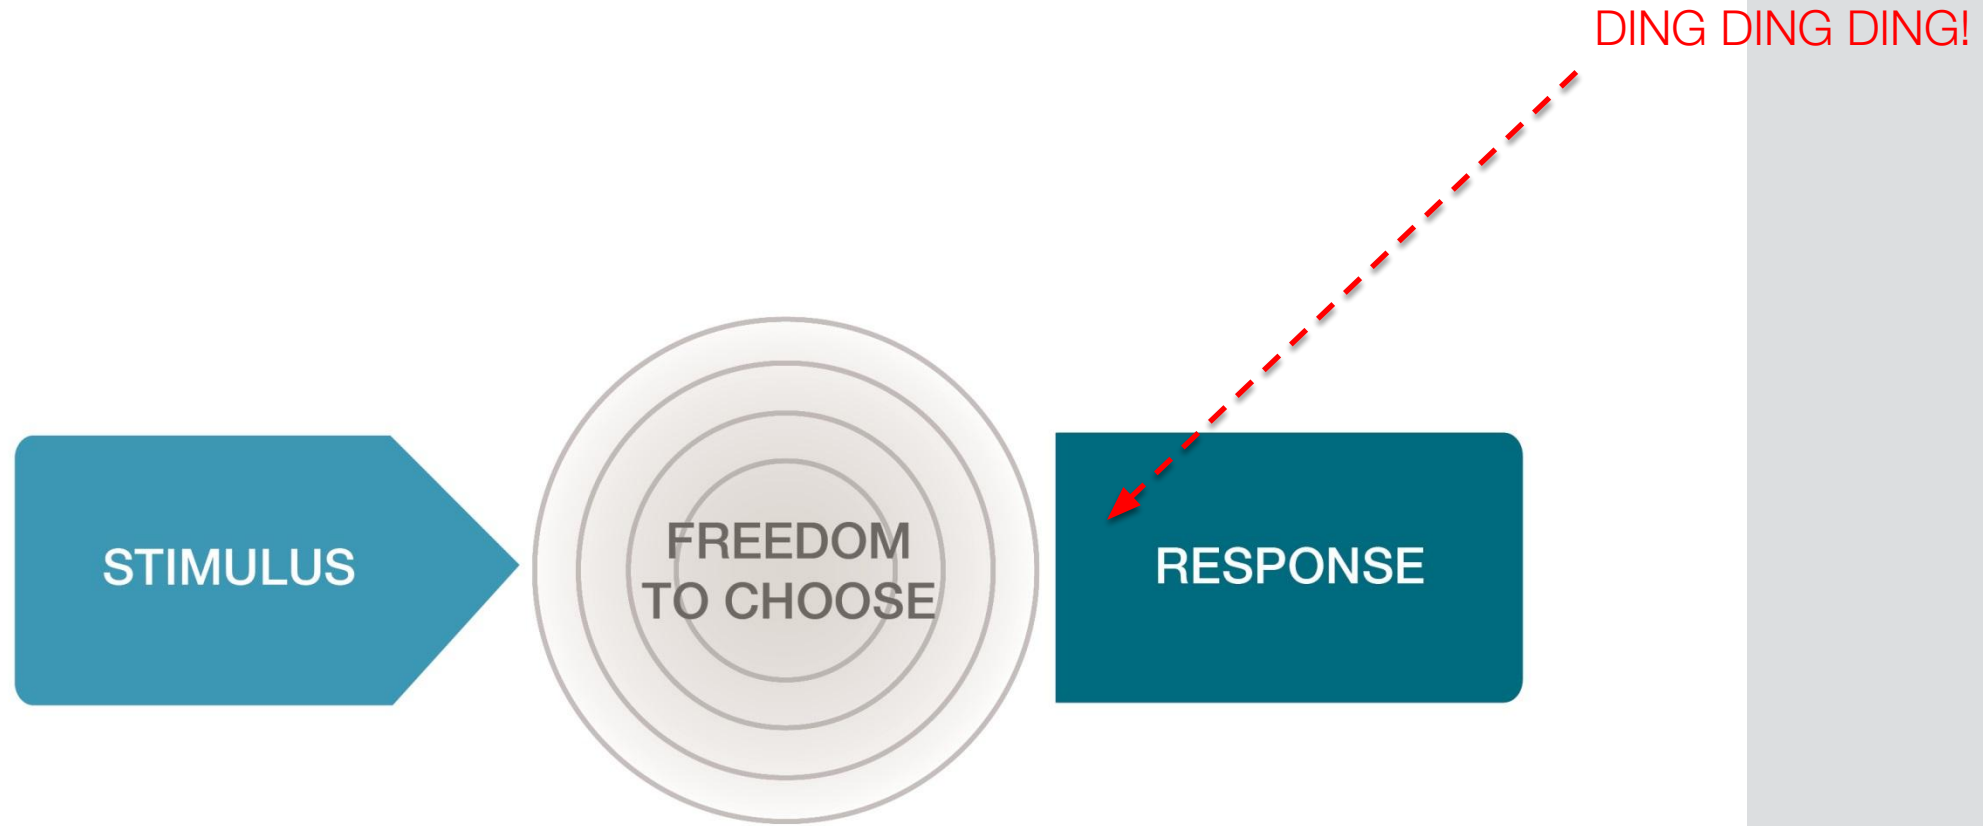 DING DING DING!
STIMULUS
FREEDOM
TO CHOOSE
RESPONSE